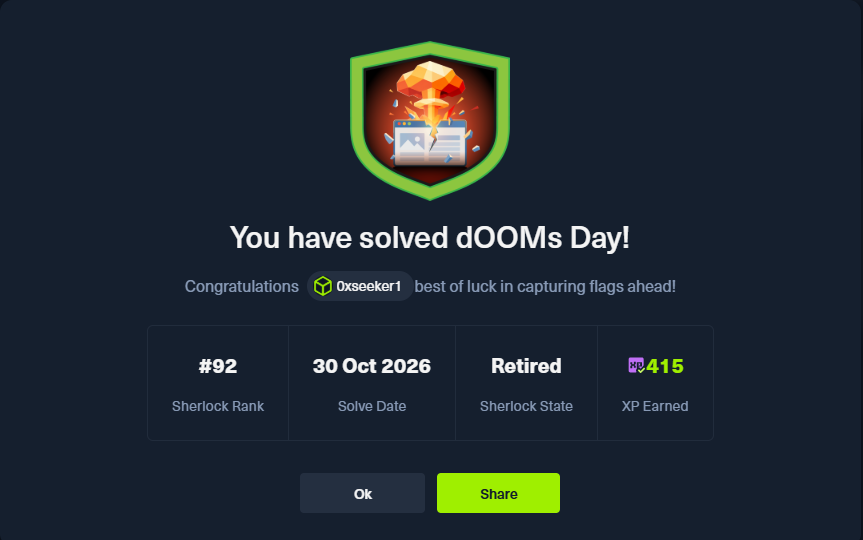 You have solved dOOMs Day!
Congratulations 0xseeker1 best of luck in capturing flags ahead!
#92 30 Oct 2026 Retired XP 415
Sherlock Rank Solve Date Sherlock State XP Earned
Ok Share